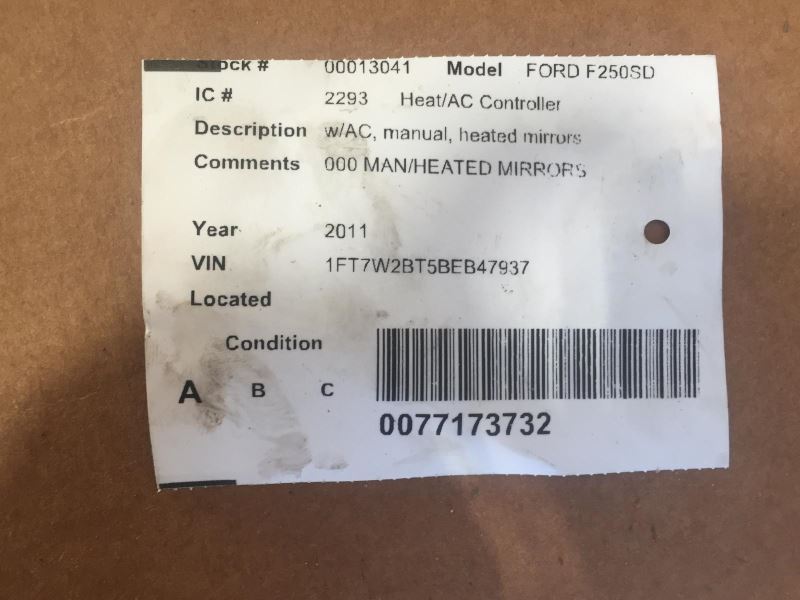 Stock # 00013041 Model FORD F250SD
IC # 2293 Heat/AC Controller
Description w/AC, manual, heated mirrors
Comments 000 MAN/HEATED MIRRORS
Year 2011
VIN 1FT7W2BT5BEB47937
Located
Condition
A B C
0077173732